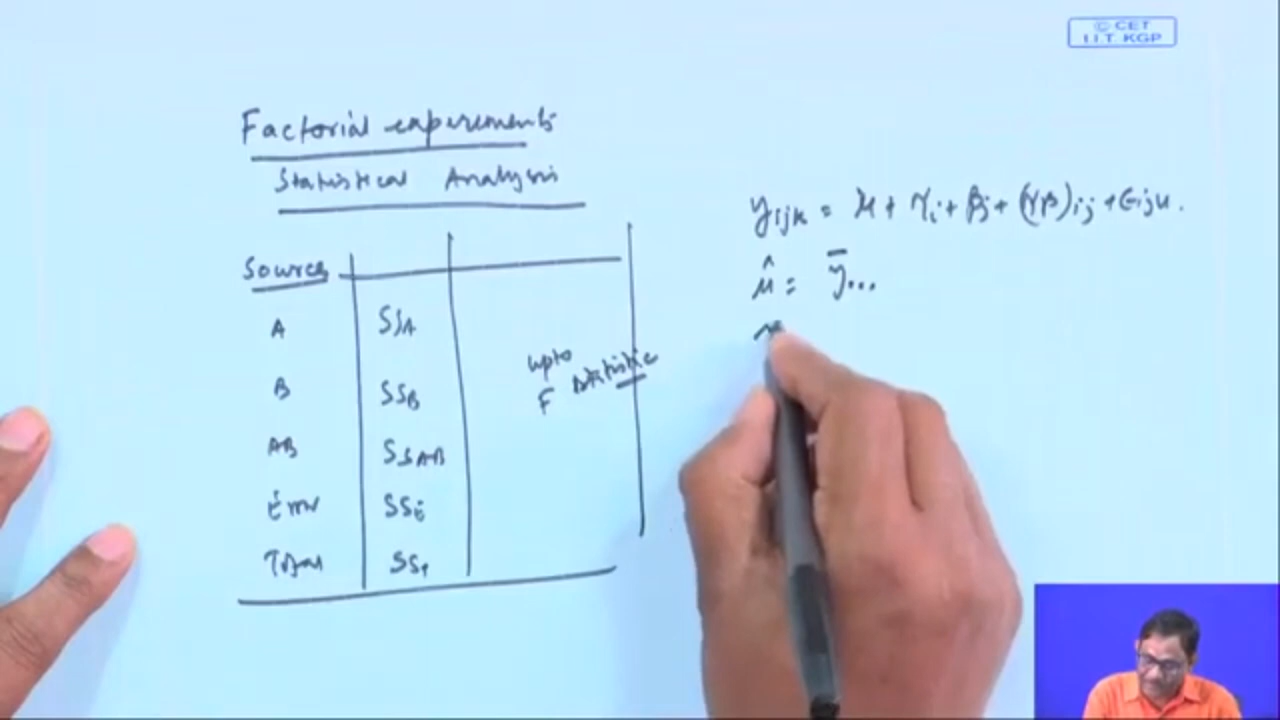 © CET
I.I.T. KGP
Factorial experiments
Statistical Analysis
Source
A SSA
B SSB
AB SSAB
Error SSE
Total SST
upto
F statistic
yijk = μ + τi + βj + (τβ)ij + εijk.
μ̂ = ȳ...